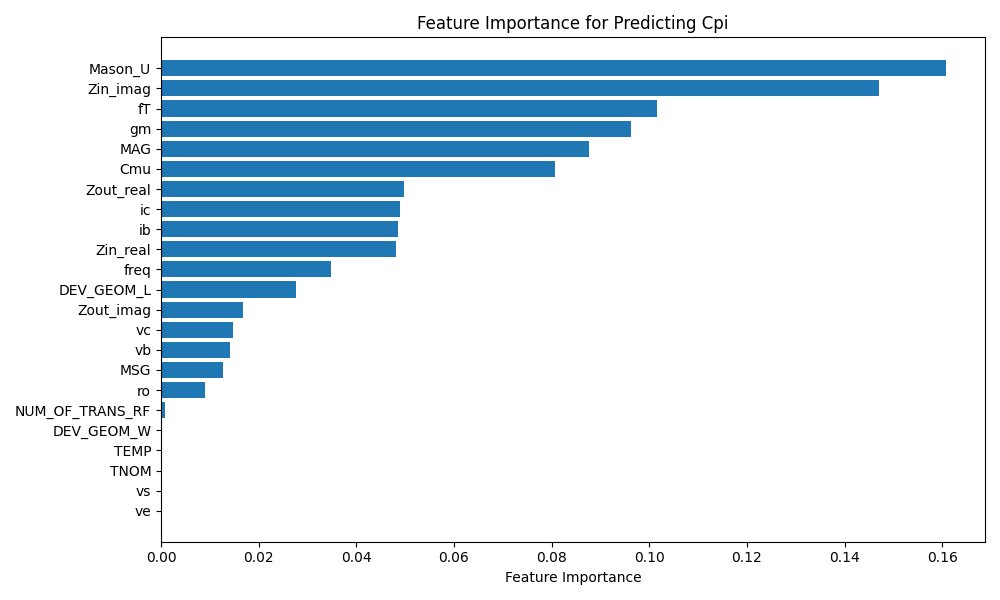 Feature Importance for Predicting Cpi
Mason_U
Zin_imag
fT
gm
MAG
Cmu
Zout_real
ic
ib
Zin_real
freq
DEV_GEOM_L
Zout_imag
vc
vb
MSG
ro
NUM_OF_TRANS_RF
DEV_GEOM_W
TEMP
TNOM
vs
ve
0.00 0.02 0.04 0.06 0.08 0.10 0.12 0.14 0.16
Feature Importance